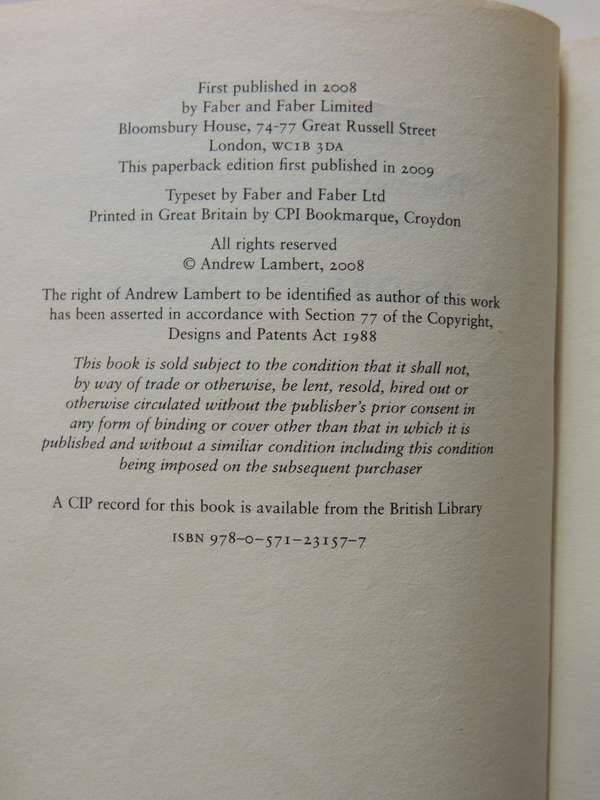 First published in 2008
by Faber and Faber Limited
Bloomsbury House, 74-77 Great Russell Street
London, WC1B 3DA
This paperback edition first published in 2009
Typeset by Faber and Faber Ltd
Printed in Great Britain by CPI Bookmarque, Croydon
All rights reserved
© Andrew Lambert, 2008
The right of Andrew Lambert to be identified as author of this work
has been asserted in accordance with Section 77 of the Copyright,
Designs and Patents Act 1988
This book is sold subject to the condition that it shall not,
by way of trade or otherwise, be lent, resold, hired out or
otherwise circulated without the publisher's prior consent in
any form of binding or cover other than that in which it is
published and without a similiar condition including this condition
being imposed on the subsequent purchaser
A CIP record for this book is available from the British Library
ISBN 978-0-571-23157-7